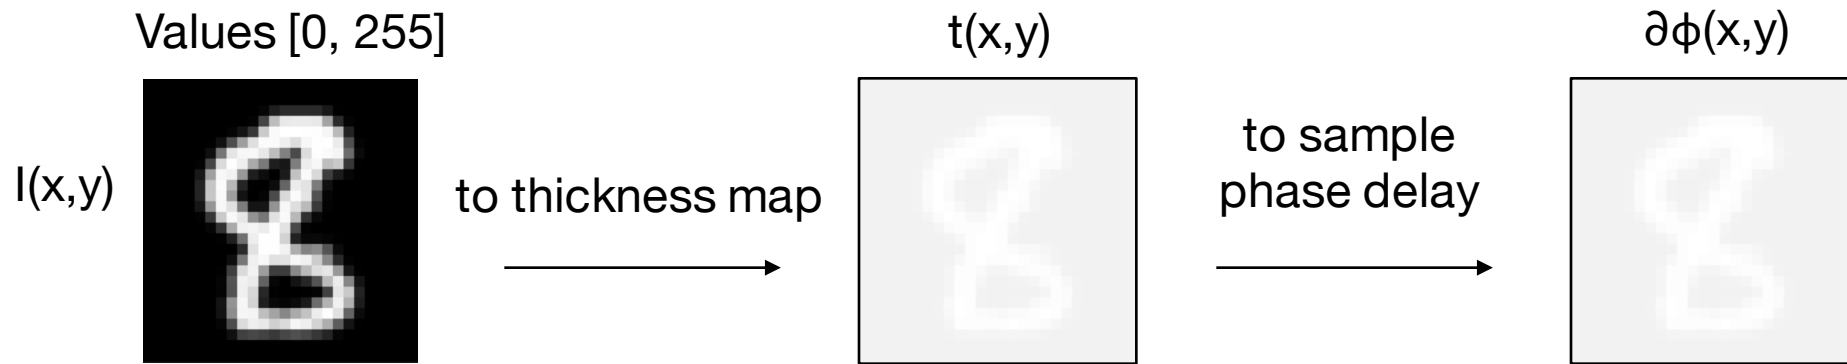 Values [0, 255]
t(x,y)
∂ϕ(x,y)
I(x,y)
to thickness map
to sample
phase delay